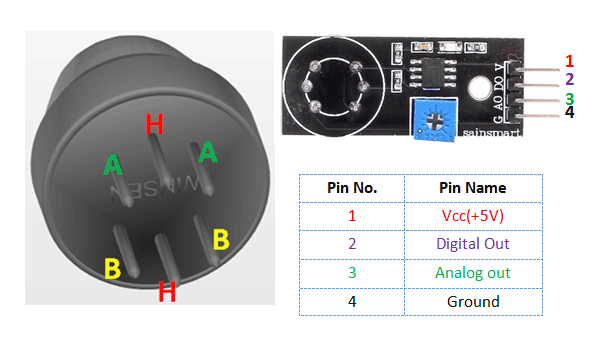 H
A
A
WINSEN
B
B
H
G AO DO V
sainsmart
1
2
3
4
Pin No. Pin Name
1 Vcc(+5V)
2 Digital Out
3 Analog out
4 Ground